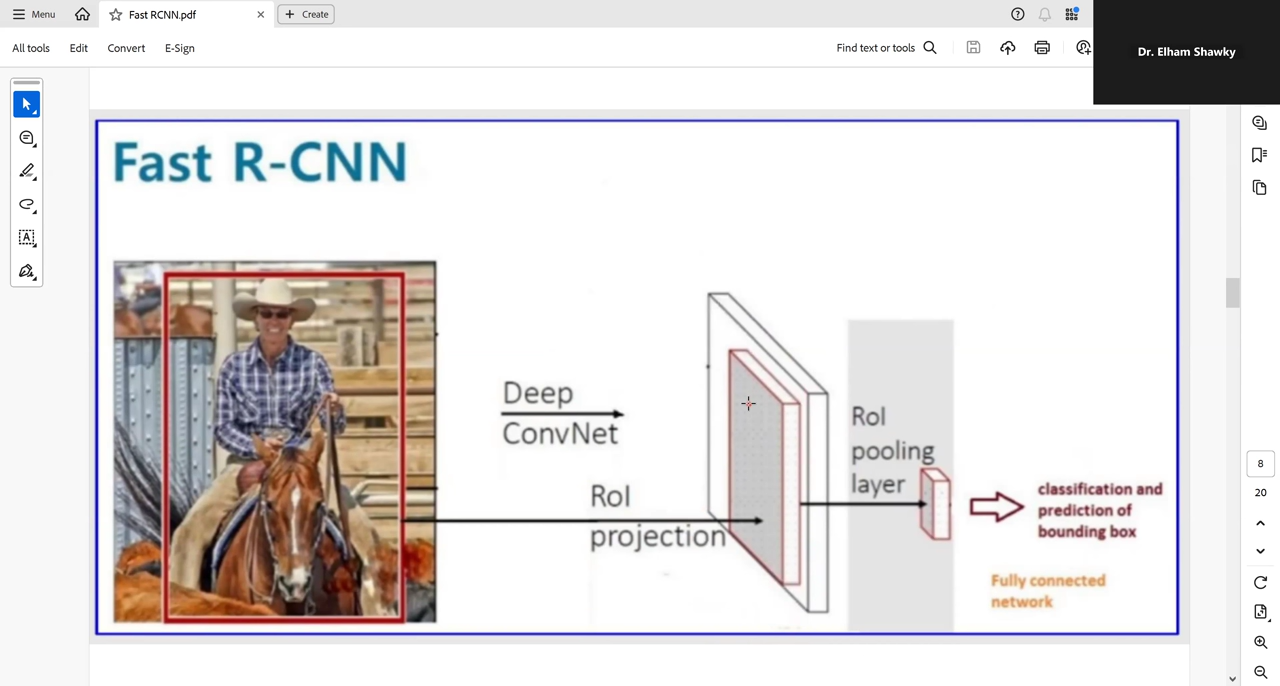 Menu
Fast RCNN.pdf
Create
All tools
Edit
Convert
E-Sign
Find text or tools
Dr. Elham Shawky
Fast R-CNN
Deep
ConvNet
RoI
projection
RoI
pooling
layer
classification and
prediction of
bounding box
Fully connected
network
8
20